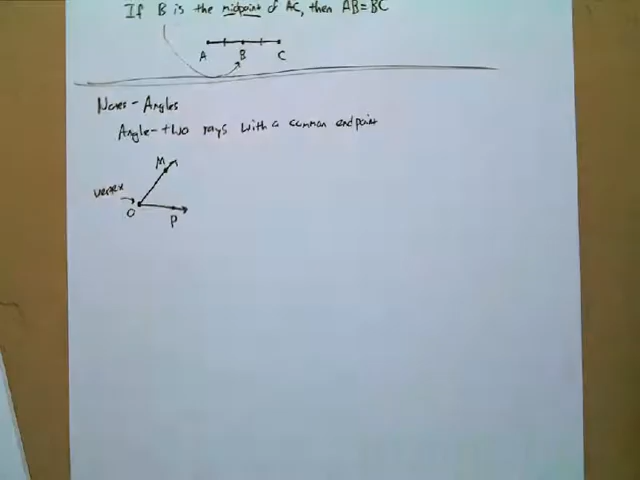 If B is the midpoint of AC, then AB=BC
A B C
Notes - Angles
Angle - two rays with a common endpoint
M
vertex
O
P